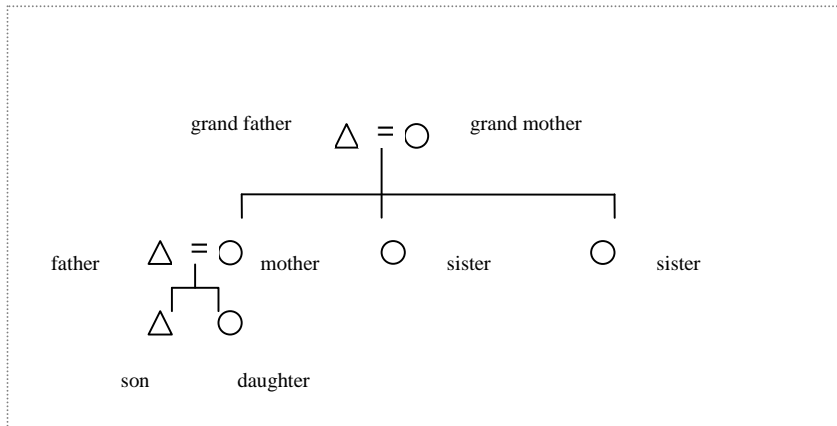 grand father = grand mother
father = mother sister sister
son daughter